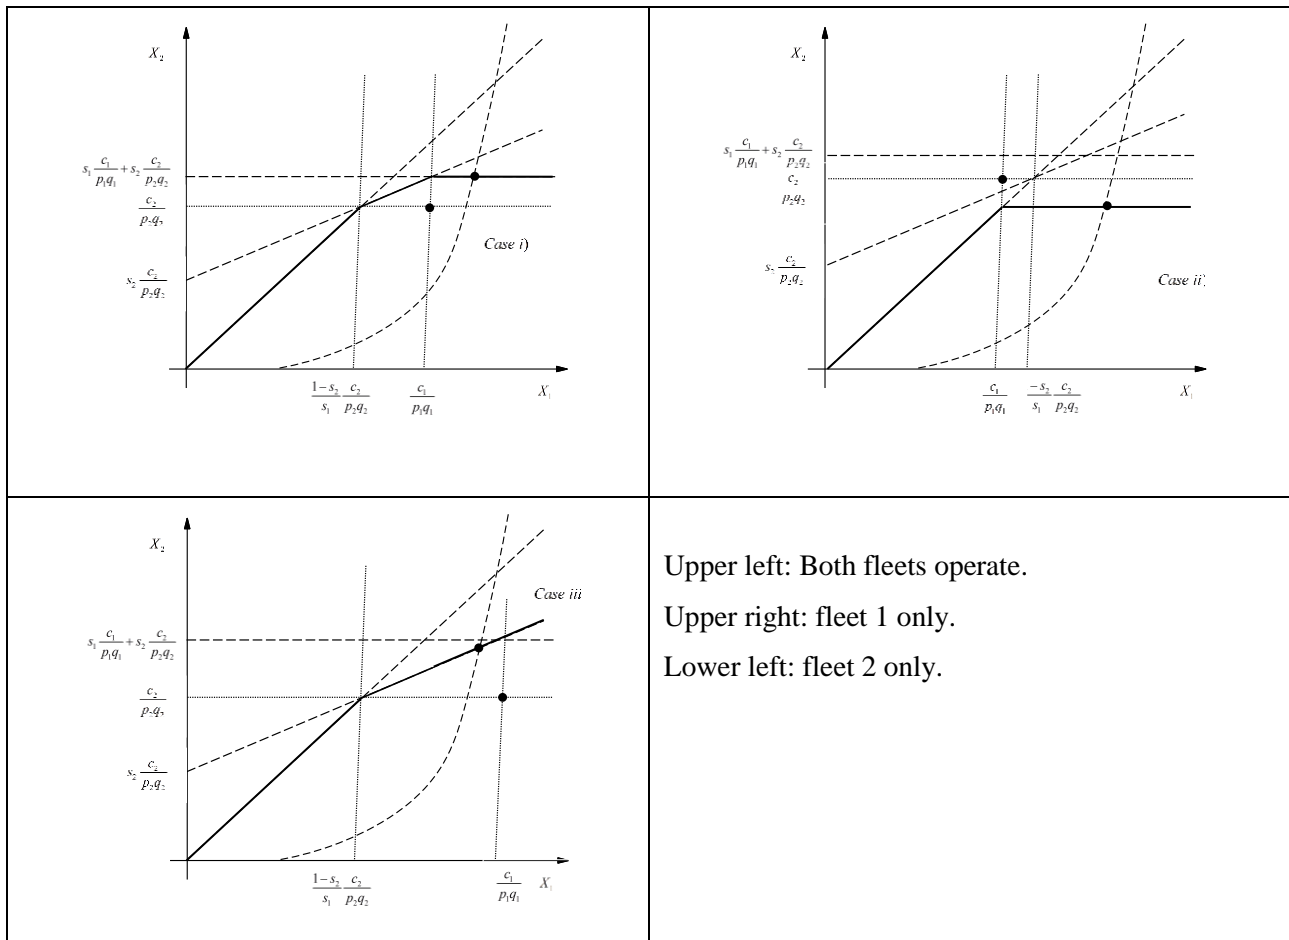 X₂
s₁ c₁/p₁q₁ + s₂ c₂/p₂q₂
c₂/p₂q₂
Case i)
s₂ c₂/p₂q₂
1−s₂/s₁ c₂/p₂q₂
c₁/p₁q₁
X₁
X₂
s₁ c₁/p₁q₁ + s₂ c₂/p₂q₂
c₂
p₂q₂
s₂ c₂/p₂q₂
Case ii)
c₁/p₁q₁
−s₂/s₁ c₂/p₂q₂
X₁
X₂
Case iii
s₁ c₁/p₁q₁ + s₂ c₂/p₂q₂
c₂/p₂q₂
s₂ c₂/p₂q₂
1−s₂/s₁ c₂/p₂q₂
c₁/p₁q₁
X₁
Upper left: Both fleets operate.
Upper right: fleet 1 only.
Lower left: fleet 2 only.